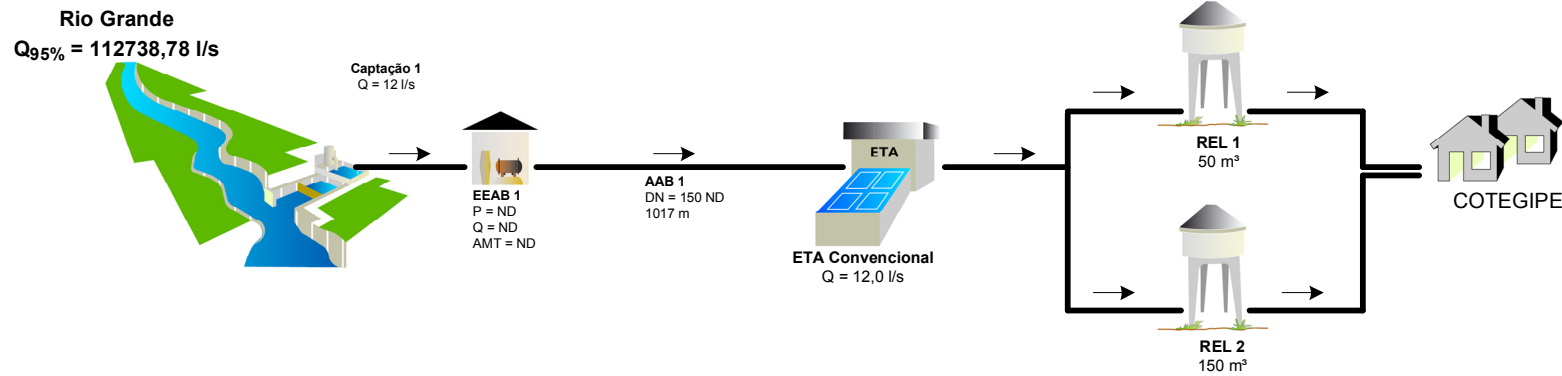 Rio Grande
Q95% = 112738,78 l/s
Captação 1
Q = 12 l/s
EEAB 1
P = ND
Q = ND
AMT = ND
AAB 1
DN = 150 ND
1017 m
ETA
ETA Convencional
Q = 12,0 l/s
REL 1
50 m³
REL 2
150 m³
COTEGIPE